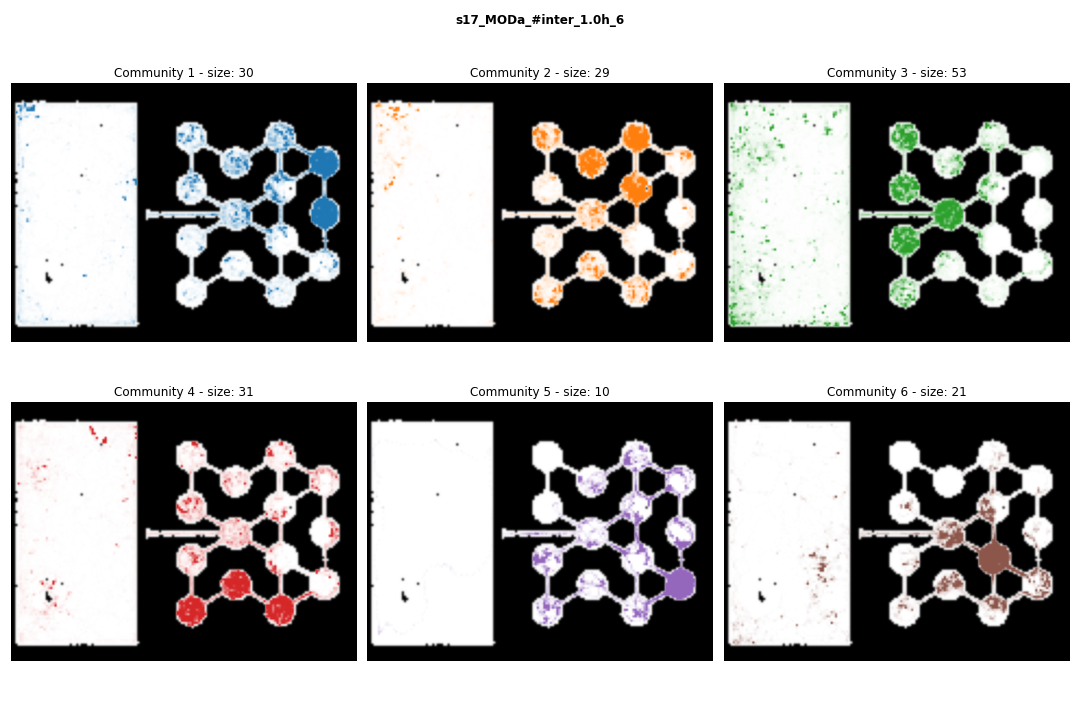 s17_MODa_#inter_1.0h_6
Community 1 - size: 30
Community 2 - size: 29
Community 3 - size: 53
Community 4 - size: 31
Community 5 - size: 10
Community 6 - size: 21